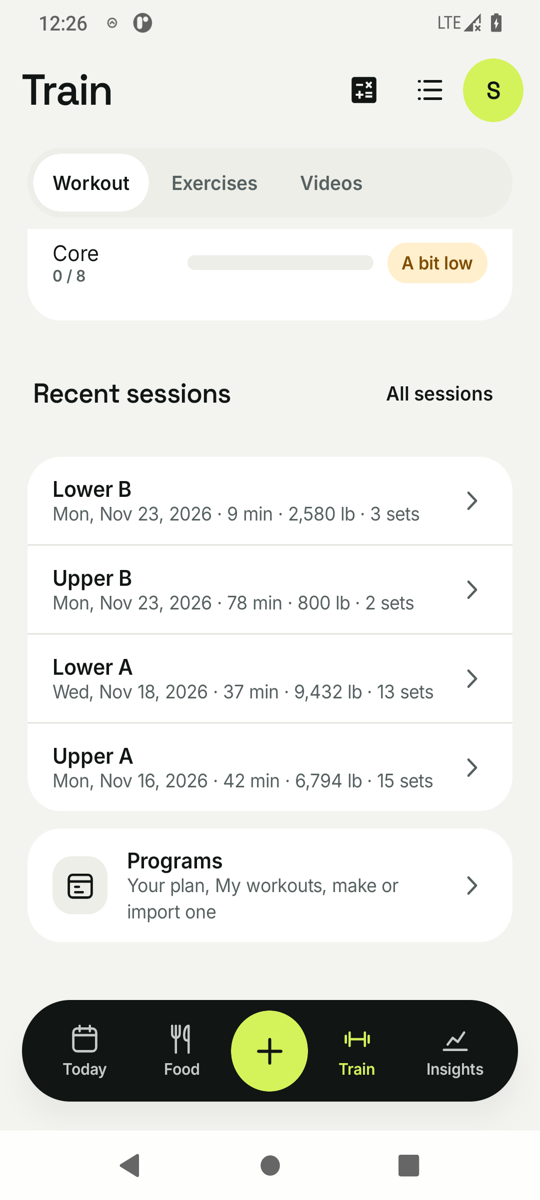 12:26
LTE
Train
S
Workout
Exercises
Videos
Core
0 / 8
A bit low
Recent sessions
All sessions
Lower B
Mon, Nov 23, 2026 · 9 min · 2,580 lb · 3 sets
Upper B
Mon, Nov 23, 2026 · 78 min · 800 lb · 2 sets
Lower A
Wed, Nov 18, 2026 · 37 min · 9,432 lb · 13 sets
Upper A
Mon, Nov 16, 2026 · 42 min · 6,794 lb · 15 sets
Programs
Your plan, My workouts, make or
import one
Today
Food
Train
Insights